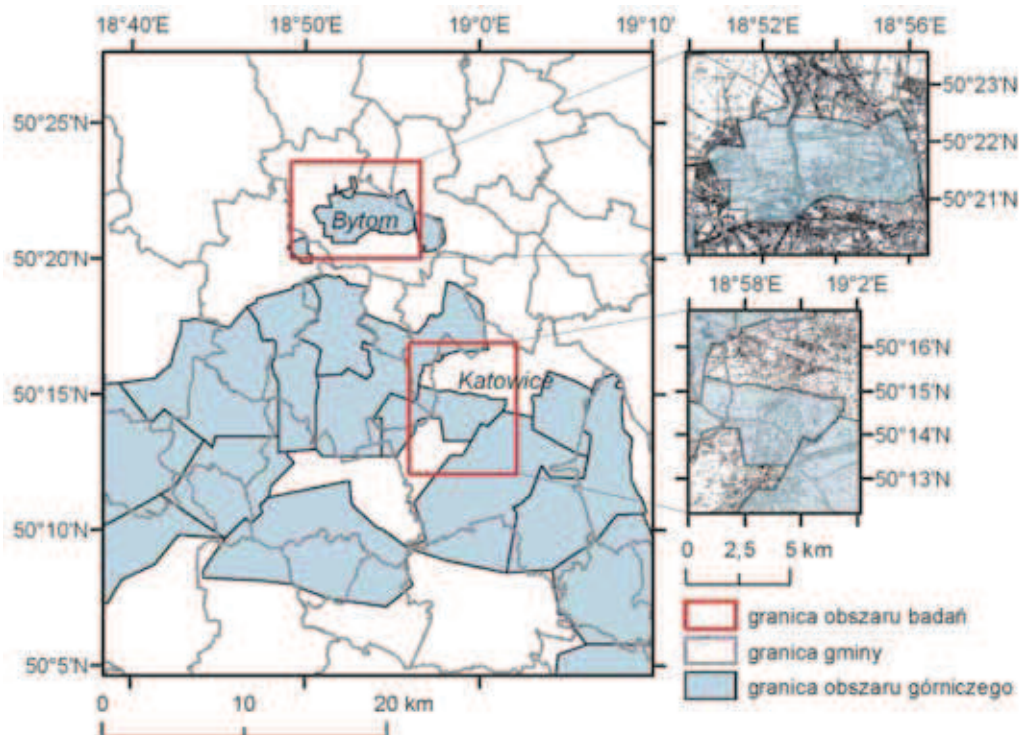 18°40'E 18°50'E 19°0'E 19°10'
18°52'E 18°56'E
50°23'N
50°22'N
50°21'N
50°25'N
50°20'N
50°15'N
50°10'N
50°5'N
Bytom
Katowice
18°58'E 19°2'E
50°16'N
50°15'N
50°14'N
50°13'N
0 2,5 5 km
granica obszaru badań
granica gminy
granica obszaru górniczego
0 10 20 km